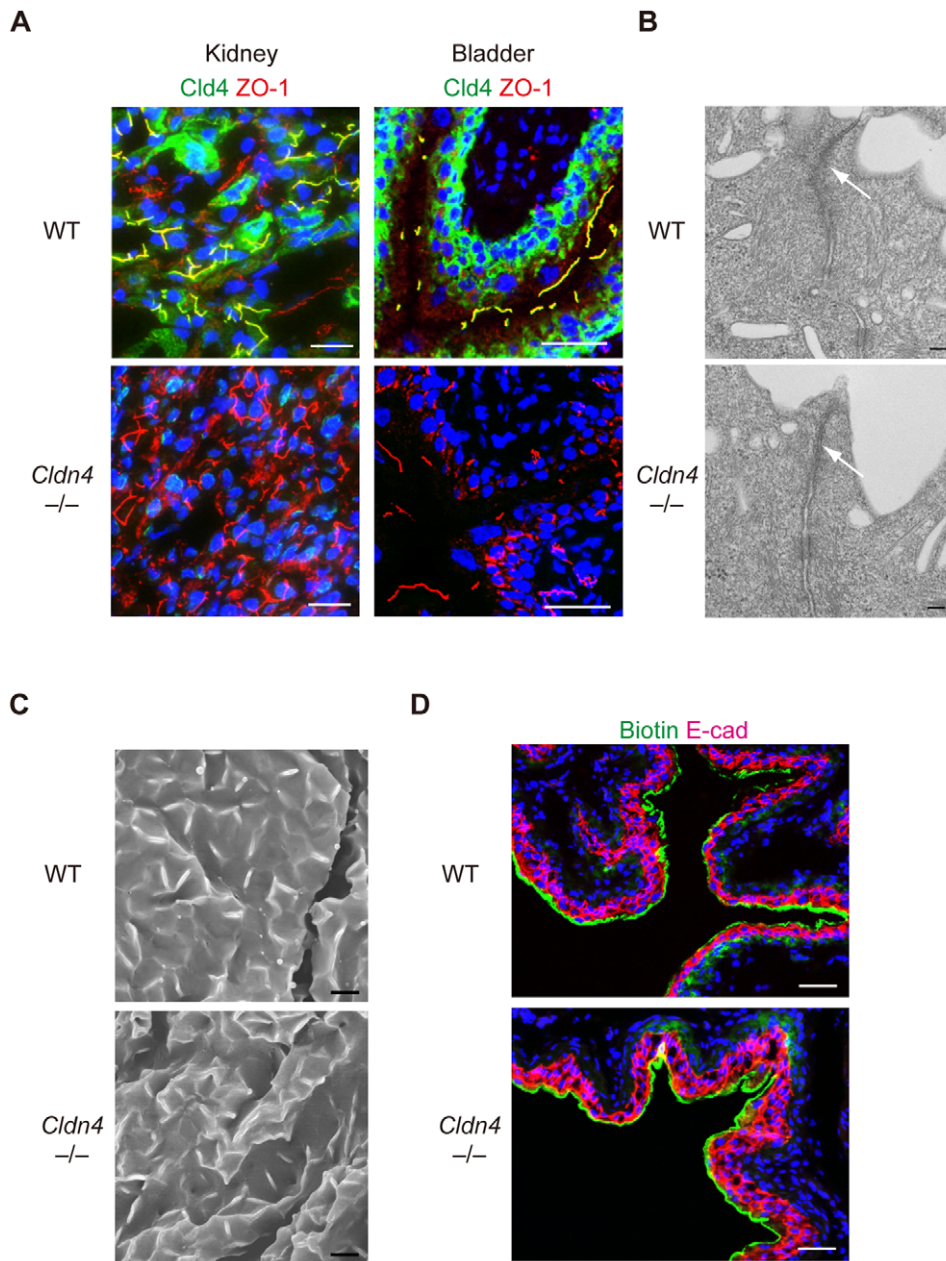 A
Kidney
Bladder
Cld4 ZO-1
Cld4 ZO-1
WT
Cldn4
–/–
B
WT
Cldn4
–/–
C
WT
Cldn4
–/–
D
Biotin E-cad
WT
Cldn4
–/–